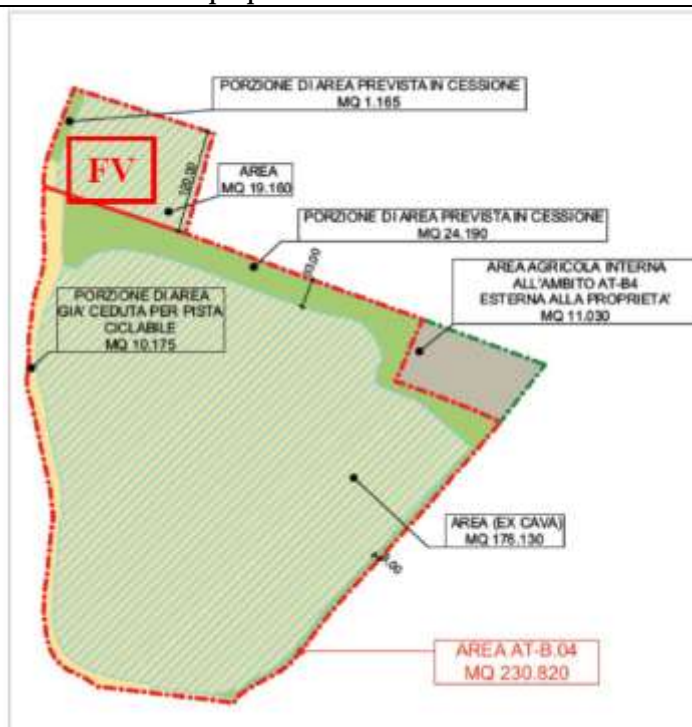 PORZIONE DI AREA PREVISTA IN CESSIONE
MQ 1.165
FV
120,00
AREA
MQ 19.160
PORZIONE DI AREA PREVISTA IN CESSIONE
MQ 24.190
AREA AGRICOLA INTERNA
ALL'AMBITO AT-B4
ESTERNA ALLA PROPRIETA'
MQ 11.030
PORZIONE DI AREA
GIA' CEDUTA PER PISTA
CICLABILE
MQ 10.175
AREA (EX CAVA)
MQ 176.130
AREA AT-B.04
MQ 230.820